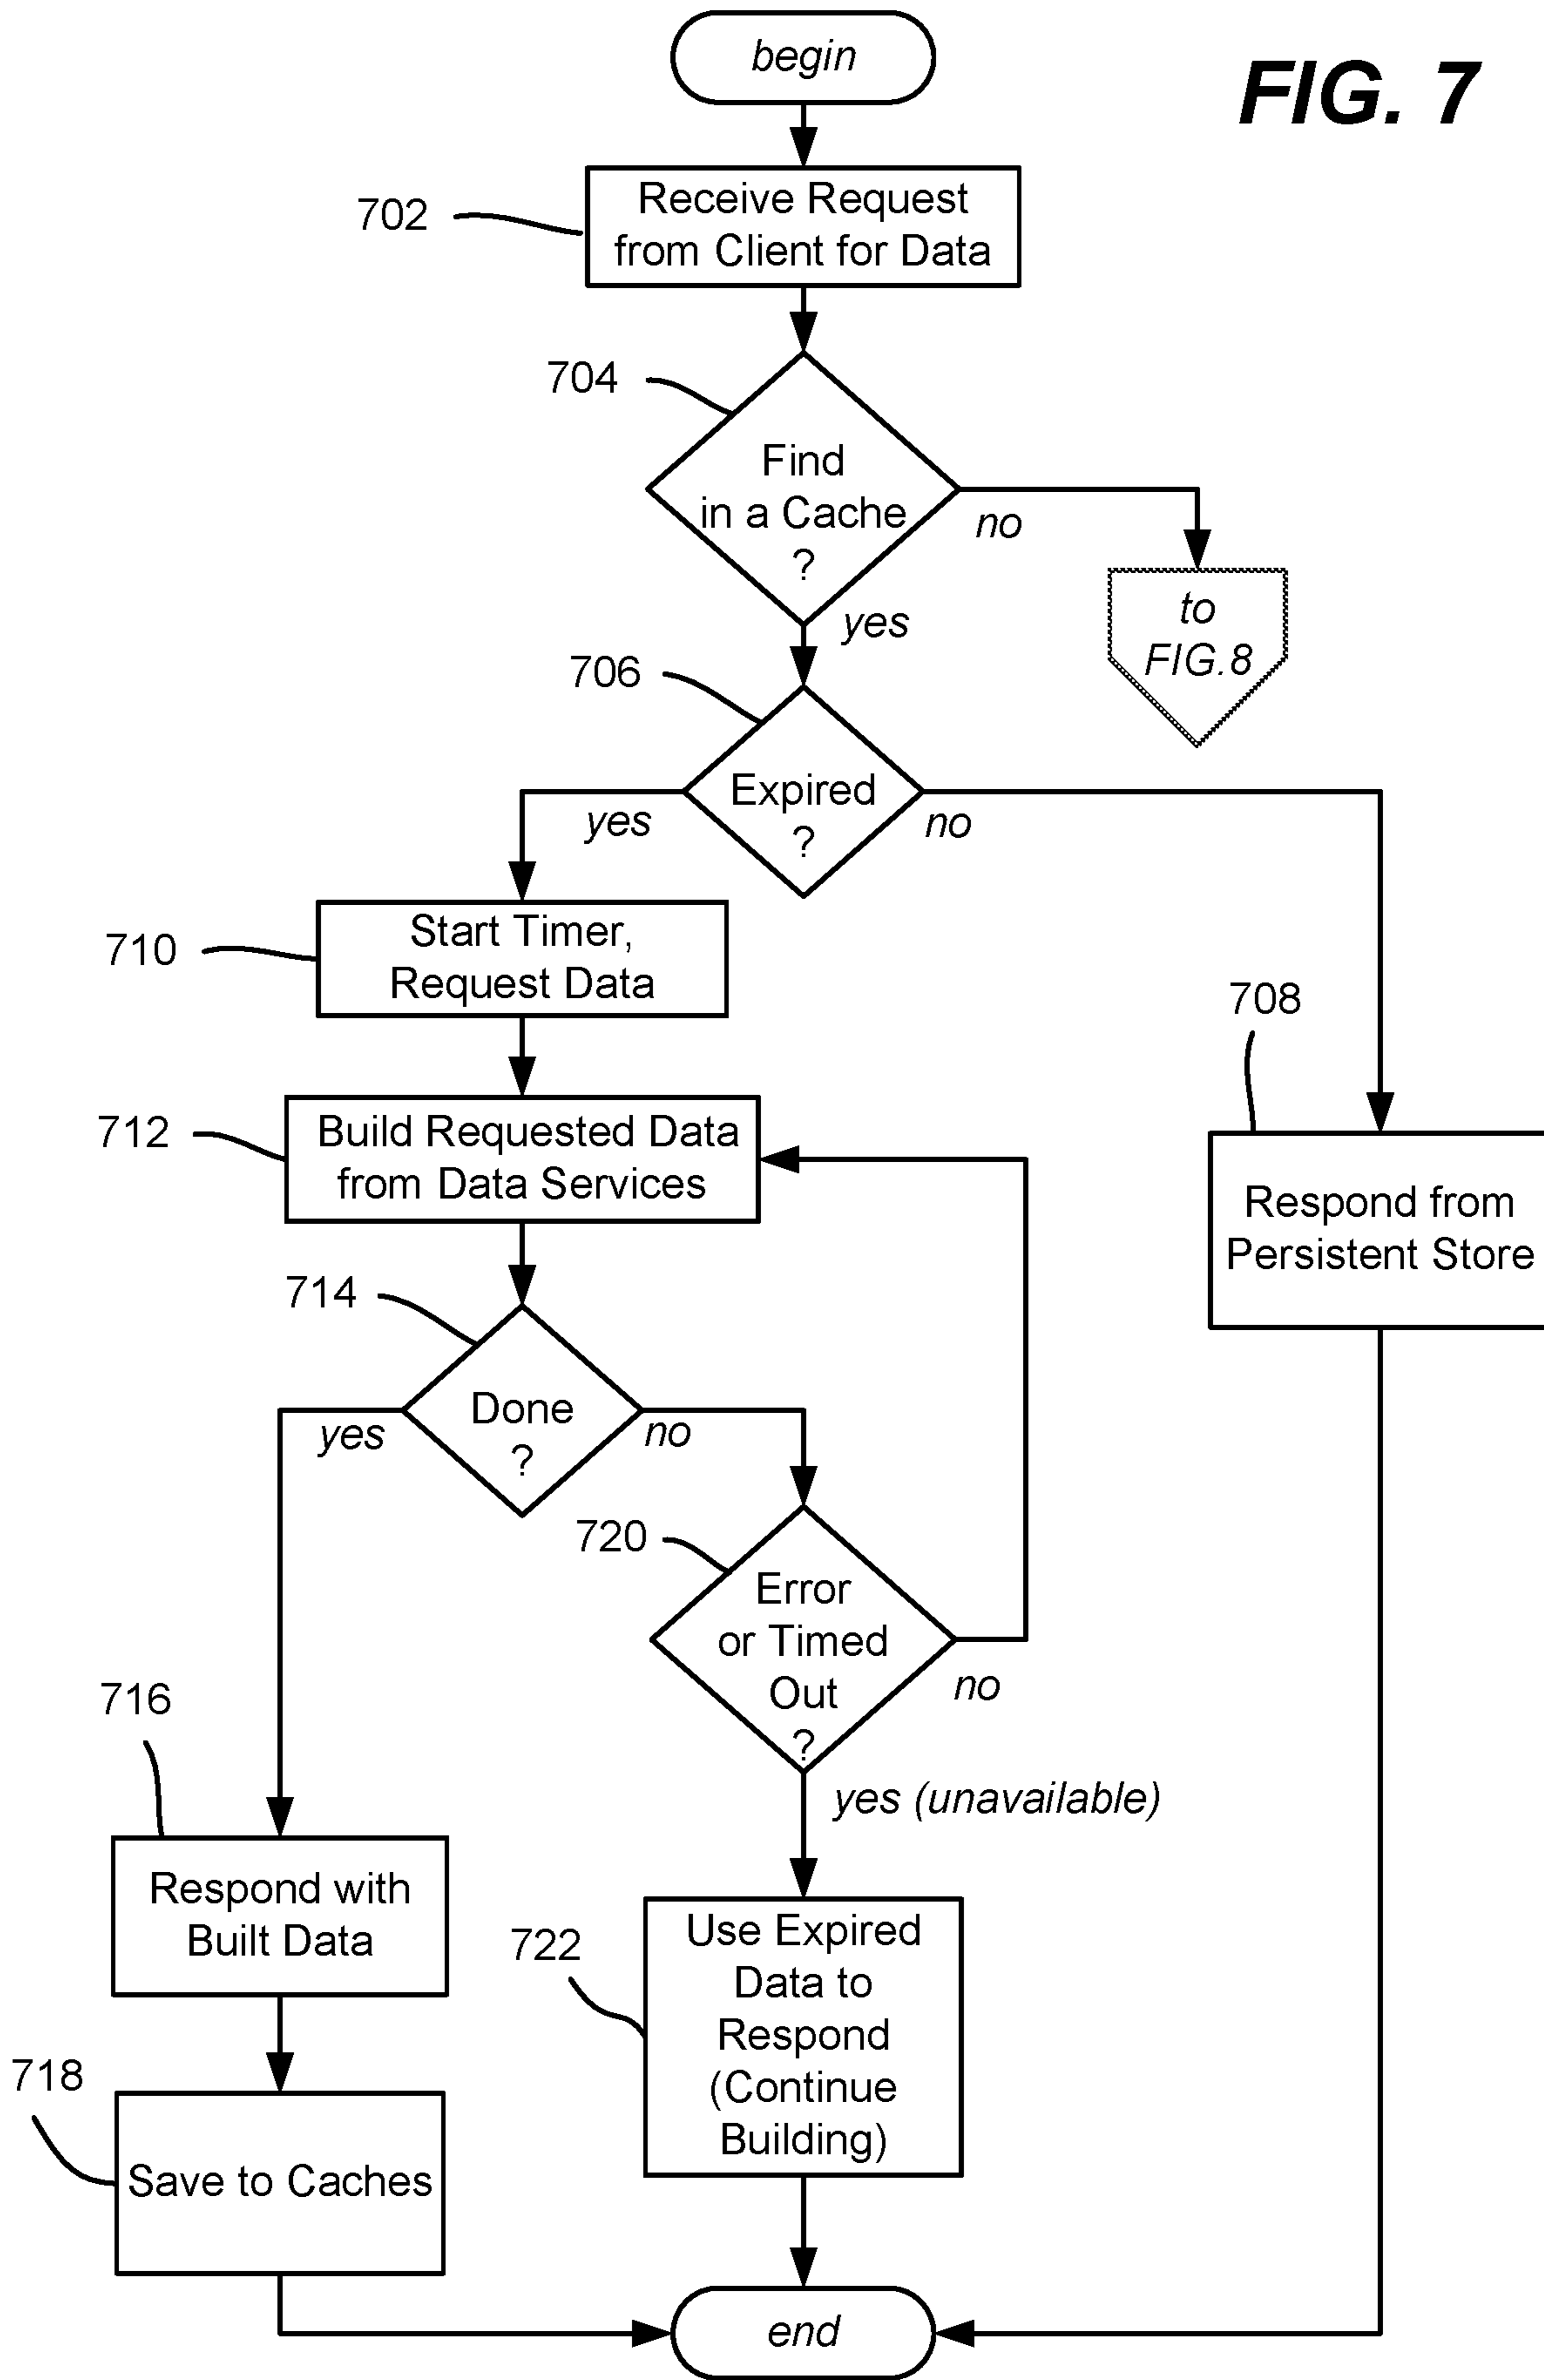 begin
FIG. 7
702
Receive Request
from Client for Data
704
Find
in a Cache
?
no
yes
to
FIG.8
706
Expired
?
yes
no
710
Start Timer,
Request Data
708
Respond from
Persistent Store
712
Build Requested Data
from Data Services
714
Done
?
yes
no
720
Error
or Timed
Out
?
no
yes (unavailable)
716
Respond with
Built Data
722
Use Expired
Data to
Respond
(Continue
Building)
718
Save to Caches
end